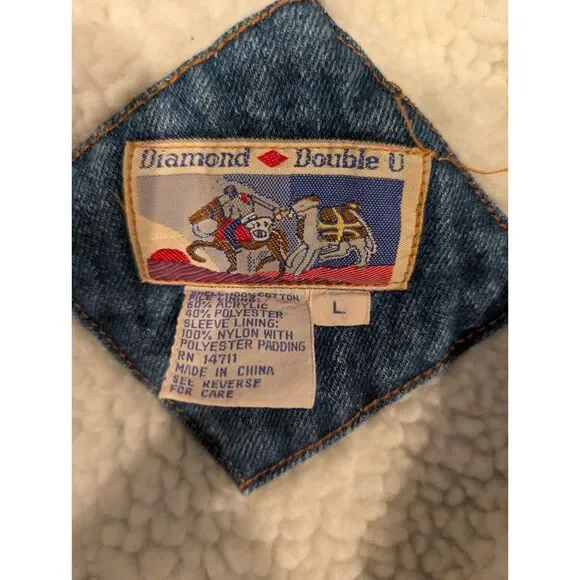 Diamond Double U
L
COTTON
60% ACRYLIC
40% POLYESTER
SLEEVE LINING:
100% NYLON WITH
POLYESTER PADDING
RN 14711
MADE IN CHINA
SEE REVERSE
FOR CARE